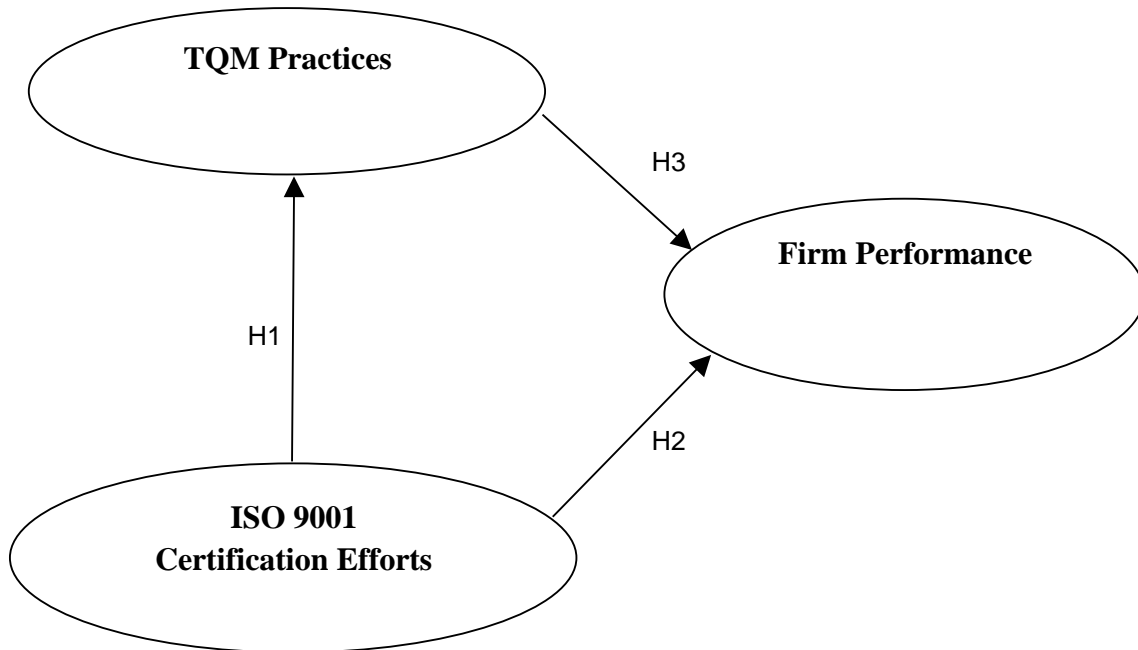 TQM Practices
H3
Firm Performance
H1
H2
ISO 9001
Certification Efforts